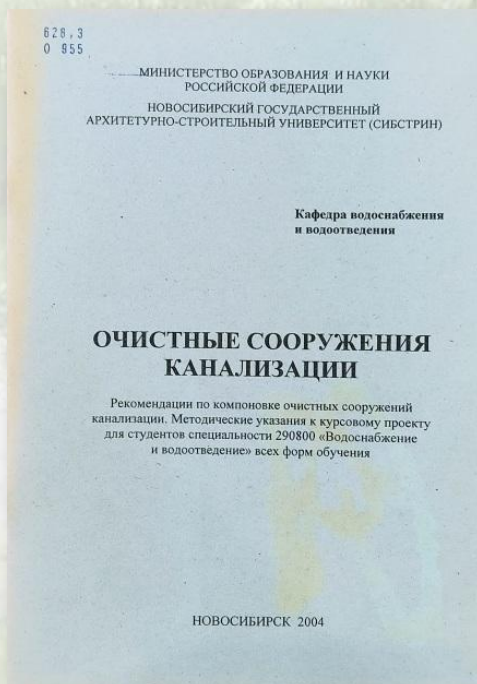 628,3
О 955
МИНИСТЕРСТВО ОБРАЗОВАНИЯ И НАУКИ
РОССИЙСКОЙ ФЕДЕРАЦИИ
НОВОСИБИРСКИЙ ГОСУДАРСТВЕННЫЙ
АРХИТЕТУРНО-СТРОИТЕЛЬНЫЙ УНИВЕРСИТЕТ (СИБСТРИН)
Кафедра водоснабжения
и водоотведения
ОЧИСТНЫЕ СООРУЖЕНИЯ
КАНАЛИЗАЦИИ
Рекомендации по компоновке очистных сооружений
канализации. Методические указания к курсовому проекту
для студентов специальности 290800 «Водоснабжение
и водоотведение» всех форм обучения
НОВОСИБИРСК 2004